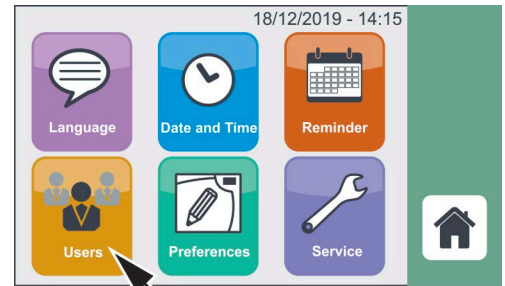 18/12/2019 - 14:15
Language
Date and Time
Reminder
Users
Preferences
Service